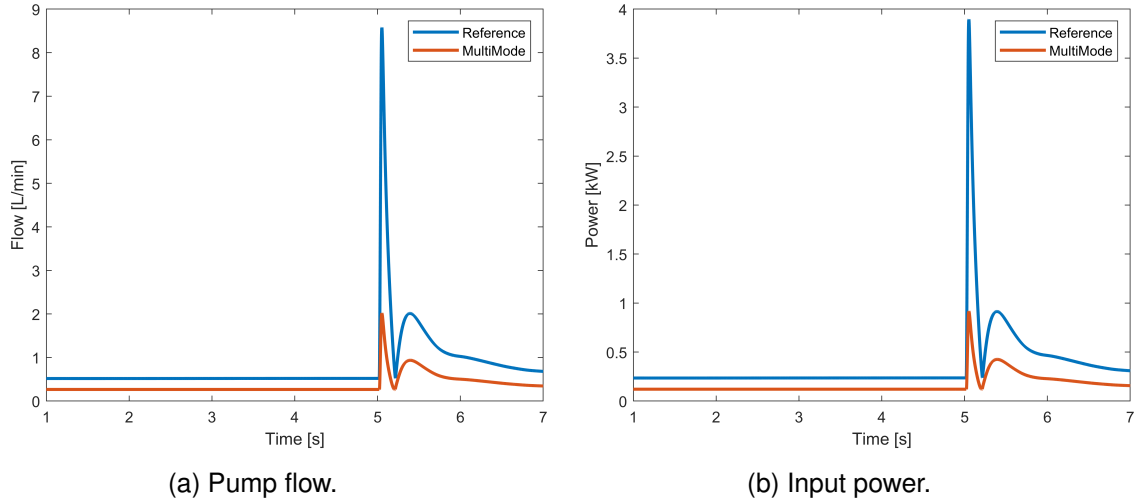 9
8
7
6
5
4
3
2
1
0
Flow [L/min]
Reference
MultiMode
1 2 3 4 5 6 7
Time [s]
(a) Pump flow.
4
3.5
3
2.5
2
1.5
1
0.5
0
Power [kW]
Reference
MultiMode
1 2 3 4 5 6 7
Time [s]
(b) Input power.